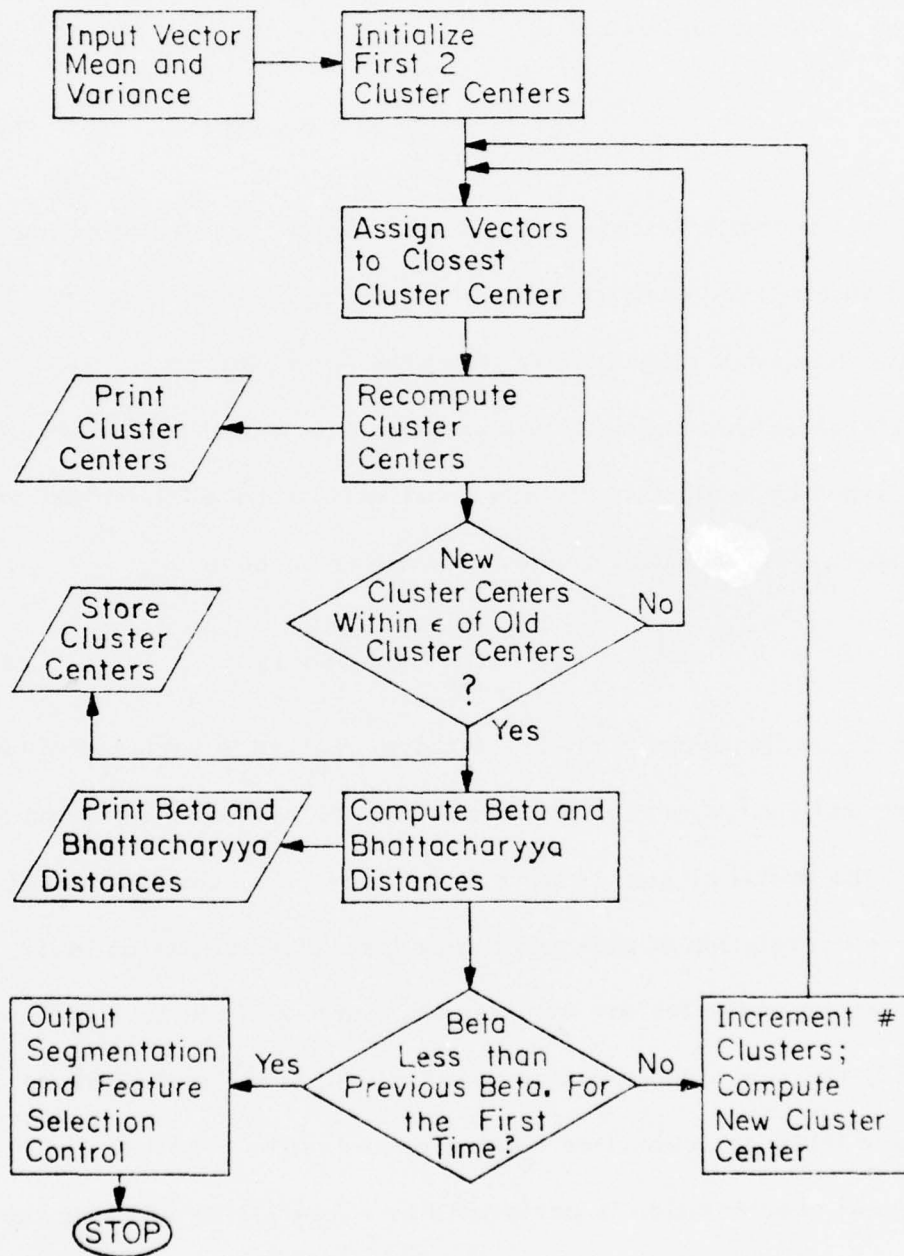 Input Vector
Mean and
Variance
Initialize
First 2
Cluster Centers
Assign Vectors
to Closest
Cluster Center
Print
Cluster
Centers
Recompute
Cluster
Centers
New
Cluster Centers
Within ϵ of Old
Cluster Centers
?
No
Store
Cluster
Centers
Yes
Print Beta and
Bhattacharyya
Distances
Compute Beta and
Bhattacharyya
Distances
Output
Segmentation
and Feature
Selection
Control
Yes
Beta
Less than
Previous Beta. For
the First
Time?
No
Increment #
Clusters;
Compute
New Cluster
Center
STOP